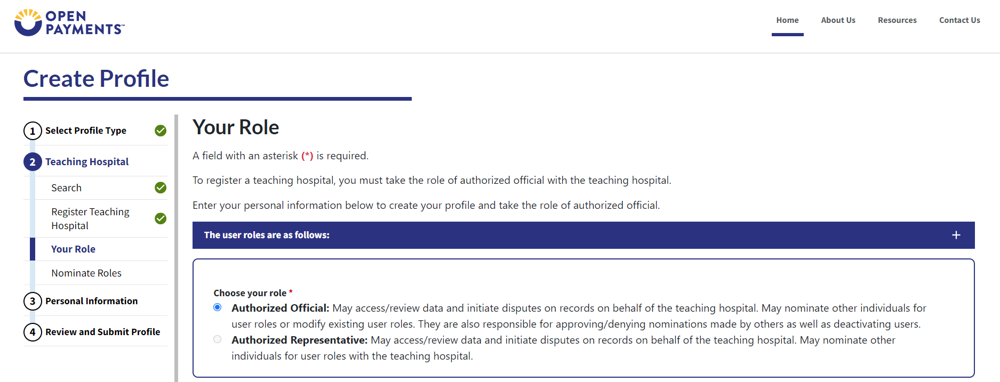 OPEN
PAYMENTS™
Home
About Us
Resources
Contact Us
Create Profile
1 Select Profile Type
2 Teaching Hospital
Search
Register Teaching
Hospital
Your Role
Nominate Roles
3 Personal Information
4 Review and Submit Profile
Your Role
A field with an asterisk (*) is required.
To register a teaching hospital, you must take the role of authorized official with the teaching hospital.
Enter your personal information below to create your profile and take the role of authorized official.
The user roles are as follows: +
Choose your role *
Authorized Official: May access/review data and initiate disputes on records on behalf of the teaching hospital. May nominate other individuals for
user roles or modify existing user roles. They are also responsible for approving/denying nominations made by others as well as deactivating users.
Authorized Representative: May access/review data and initiate disputes on records on behalf of the teaching hospital. May nominate other
individuals for user roles with the teaching hospital.